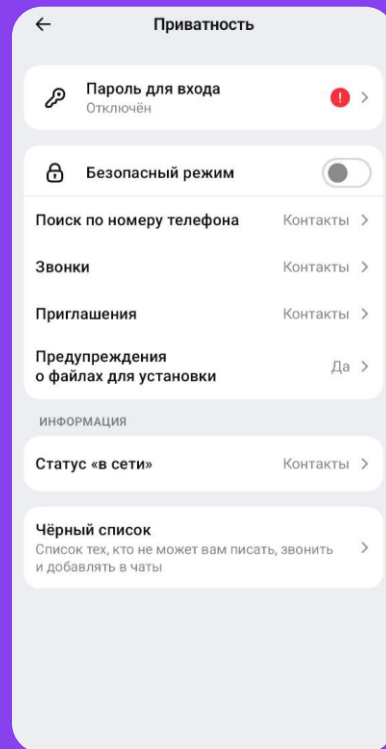 Приватность
Пароль для входа
Отключён
!
Безопасный режим
Поиск по номеру телефона Контакты
Звонки Контакты
Приглашения Контакты
Предупреждения
о файлах для установки Да
ИНФОРМАЦИЯ
Статус «в сети» Контакты
Чёрный список
Список тех, кто не может вам писать, звонить
и добавлять в чаты